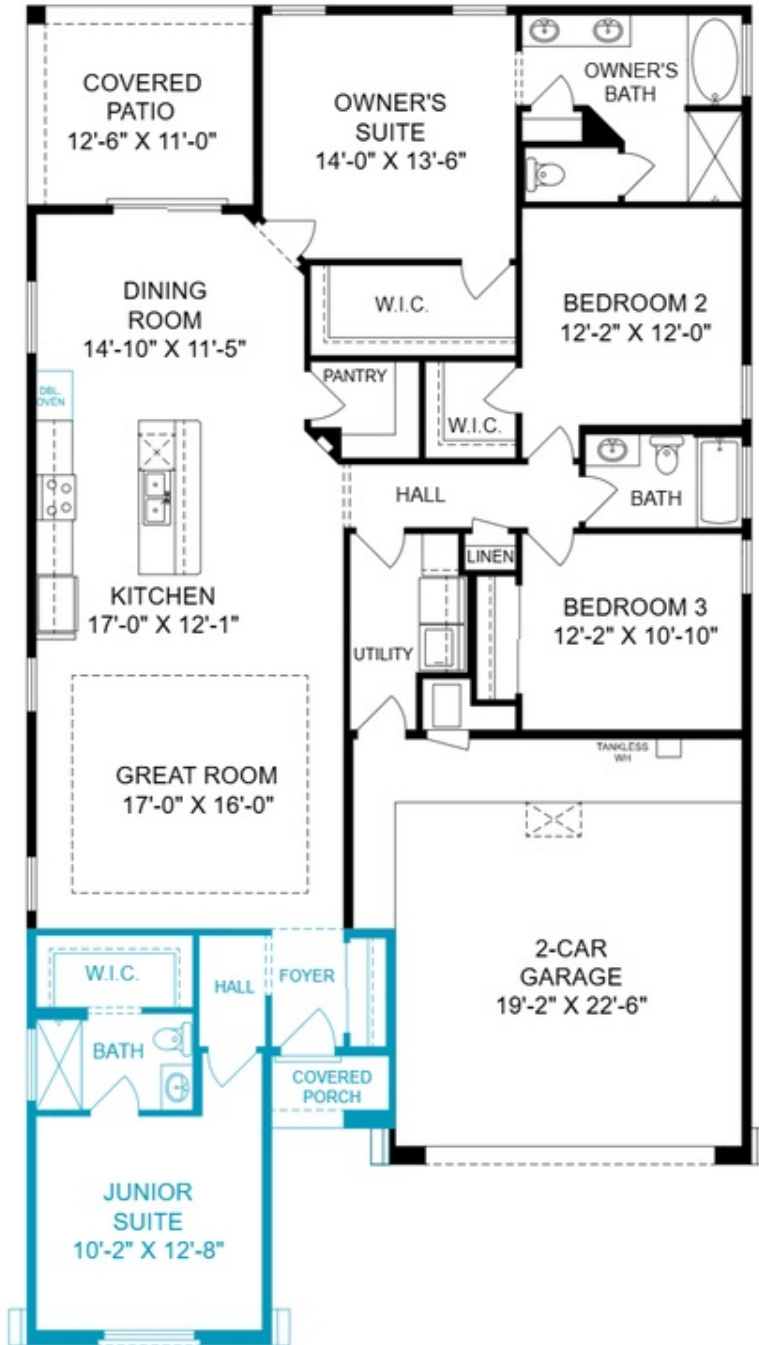 COVERED
PATIO
12'-6" X 11'-0"
OWNER'S
SUITE
14'-0" X 13'-6"
OWNER'S
BATH
DINING
ROOM
14'-10" X 11'-5"
W.I.C.
BEDROOM 2
12'-2" X 12'-0"
DBL.
OVEN
PANTRY
W.I.C.
HALL
BATH
LINEN
KITCHEN
17'-0" X 12'-1"
BEDROOM 3
12'-2" X 10'-10"
UTILITY
TANKLESS
WH
GREAT ROOM
17'-0" X 16'-0"
2-CAR
GARAGE
19'-2" X 22'-6"
W.I.C.
HALL
FOYER
BATH
COVERED
PORCH
JUNIOR
SUITE
10'-2" X 12'-8"